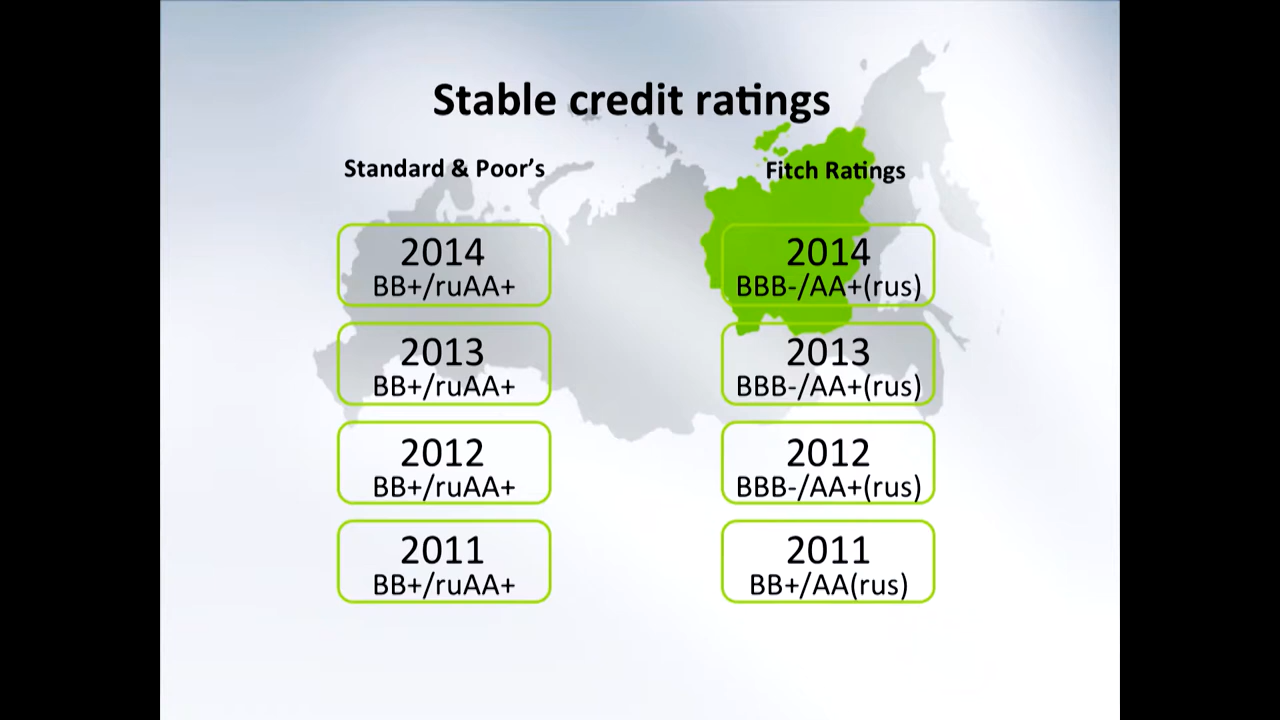 Stable credit ratings
Standard & Poor’s
2014
BB+/ruAA+
2013
BB+/ruAA+
2012
BB+/ruAA+
2011
BB+/ruAA+
Fitch Ratings
2014
BBB-/AA+(rus)
2013
BBB-/AA+(rus)
2012
BBB-/AA+(rus)
2011
BB+/AA(rus)